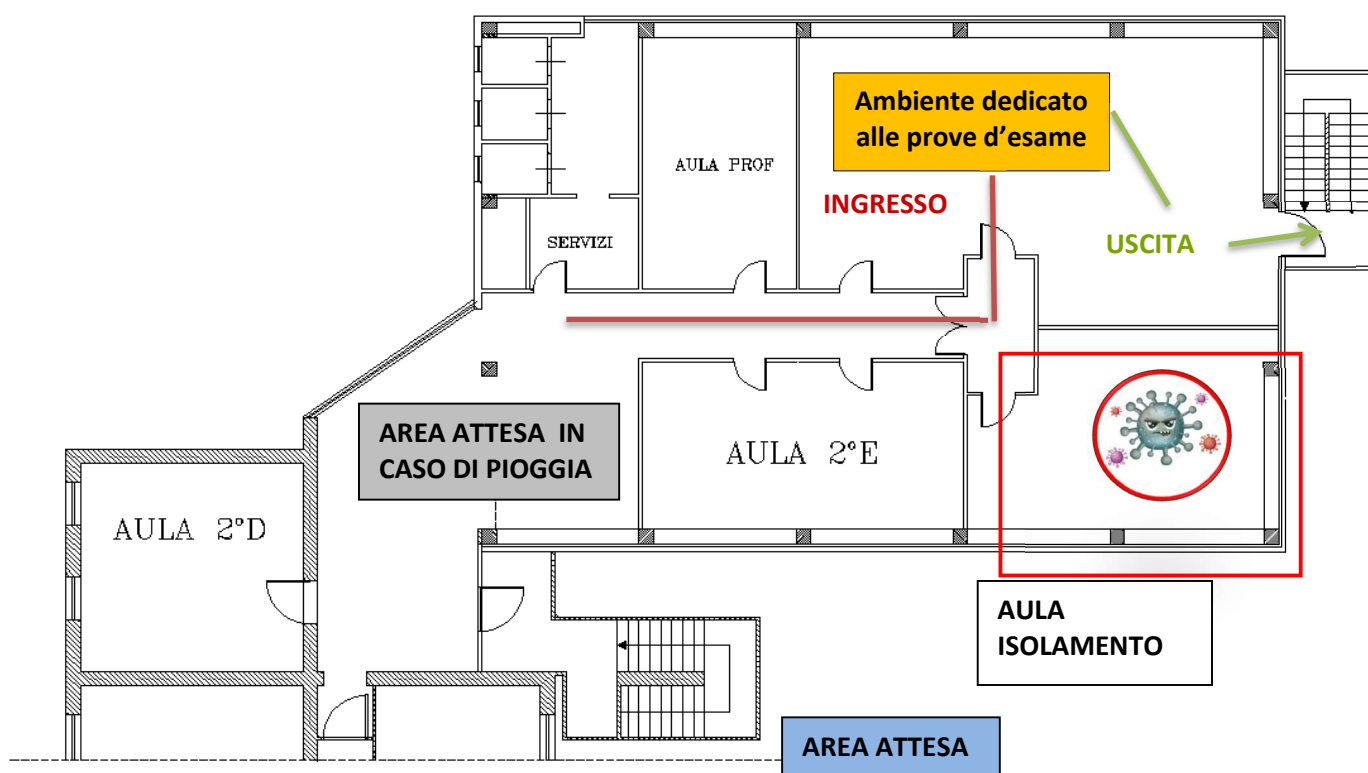 Ambiente dedicato
alle prove d’esame
AULA PROF
INGRESSO
SERVIZI
USCITA
AREA ATTESA IN
CASO DI PIOGGIA
AULA 2°E
AULA 2°D
AULA
ISOLAMENTO
AREA ATTESA